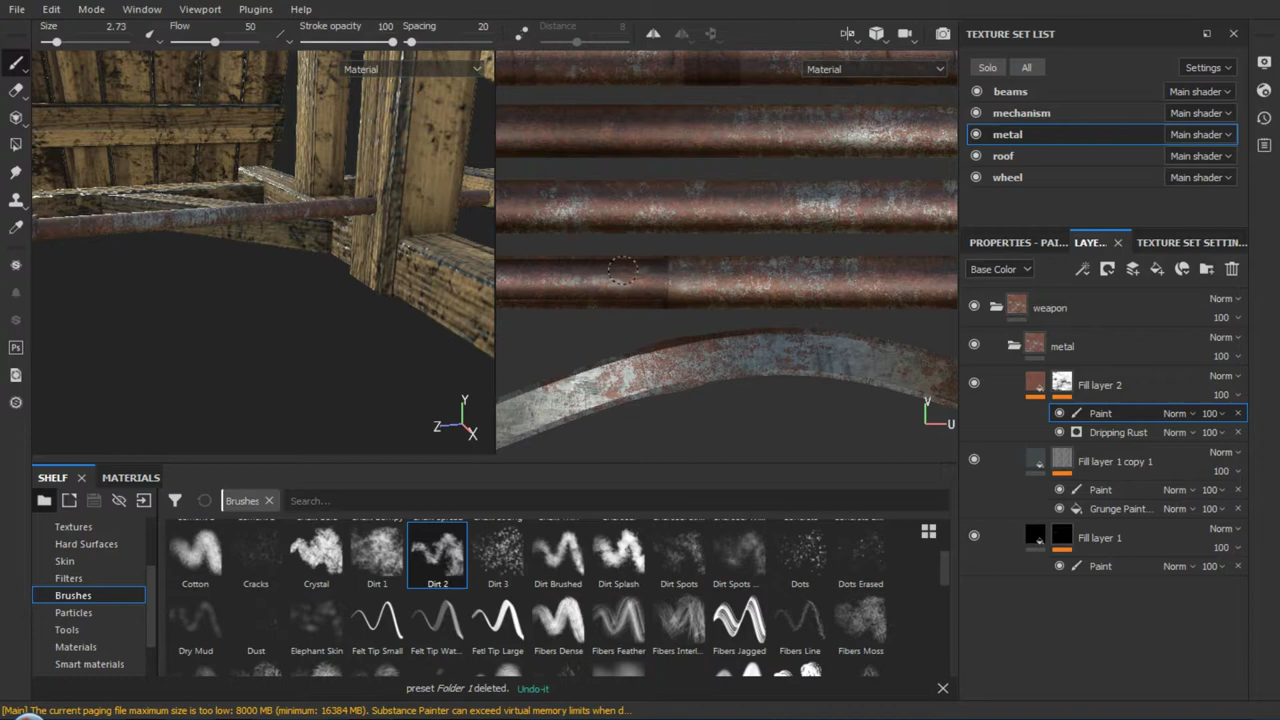 File Edit Mode Window Viewport Plugins Help
Size 2.73 Flow 50 Stroke opacity 100 Spacing 20 Distance 8
Material
Material
TEXTURE SET LIST
Solo All Settings
beams Main shader
mechanism Main shader
metal Main shader
roof Main shader
wheel Main shader
PROPERTIES - PAI... LAYE... TEXTURE SET SETTIN...
Base Color
weapon Norm 100
metal Norm 100
Fill layer 2 Norm 100
Paint Norm 100
Dripping Rust Norm 100
Fill layer 1 copy 1 Norm 100
Paint Norm 100
Grunge Paint... Norm 100
Fill layer 1 Norm 100
Paint Norm 100
Y
Z
X
V
U
SHELF MATERIALS
Ps
Brushes Search...
Textures
Hard Surfaces
Skin
Filters
Brushes
Particles
Tools
Materials
Smart materials
Cotton Cracks Crystal Dirt 1 Dirt 2 Dirt 3 Dirt Brushed Dirt Splash Dirt Spots Dirt Spots ... Dots Dots Erased
Dry Mud Dust Elephant Skin Felt Tip Small Felt Tip Wat... Fetl Tip Large Fibers Dense Fibers Feather Fibers Interl... Fibers Jagged Fibers Line Fibers Moss
preset Folder 1 deleted. Undo-it
[Main] The current paging file maximum size is too low: 8000 MB (minimum: 16384 MB). Substance Painter can exceed virtual memory limits when d...